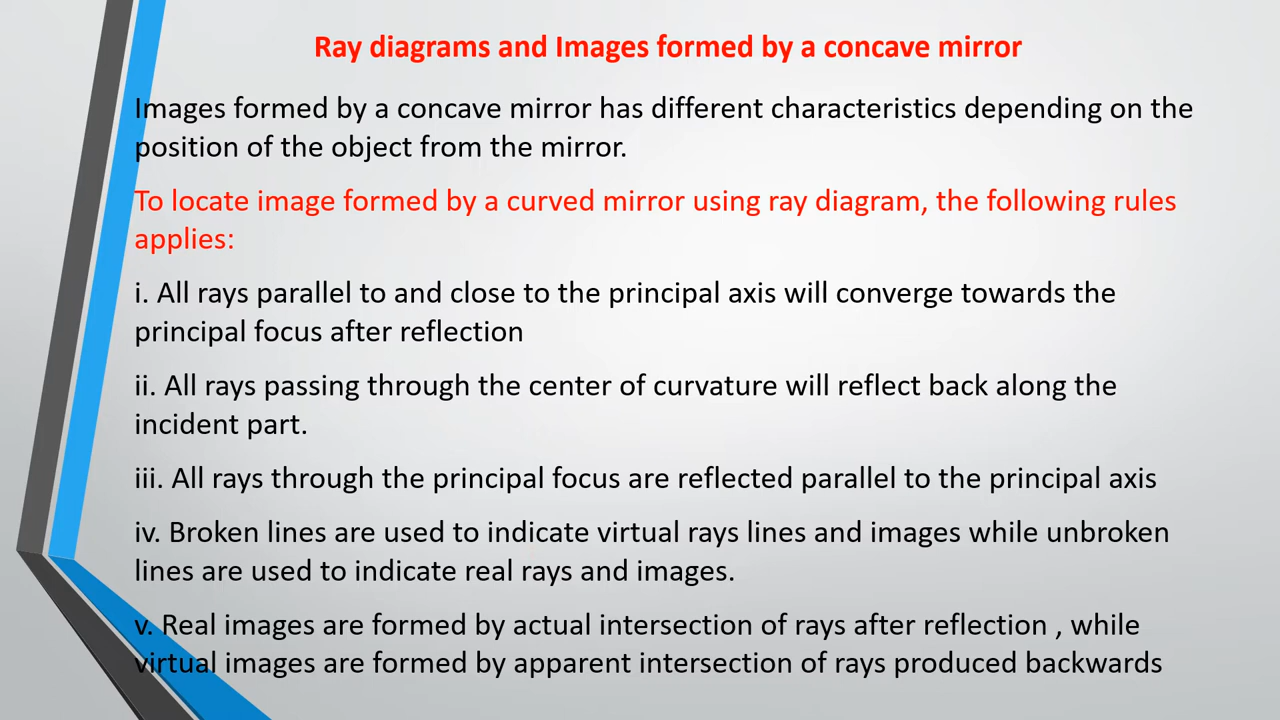 Ray diagrams and Images formed by a concave mirror
Images formed by a concave mirror has different characteristics depending on the
position of the object from the mirror.
To locate image formed by a curved mirror using ray diagram, the following rules
applies:
i. All rays parallel to and close to the principal axis will converge towards the
principal focus after reflection
ii. All rays passing through the center of curvature will reflect back along the
incident part.
iii. All rays through the principal focus are reflected parallel to the principal axis
iv. Broken lines are used to indicate virtual rays lines and images while unbroken
lines are used to indicate real rays and images.
v. Real images are formed by actual intersection of rays after reflection , while
virtual images are formed by apparent intersection of rays produced backwards